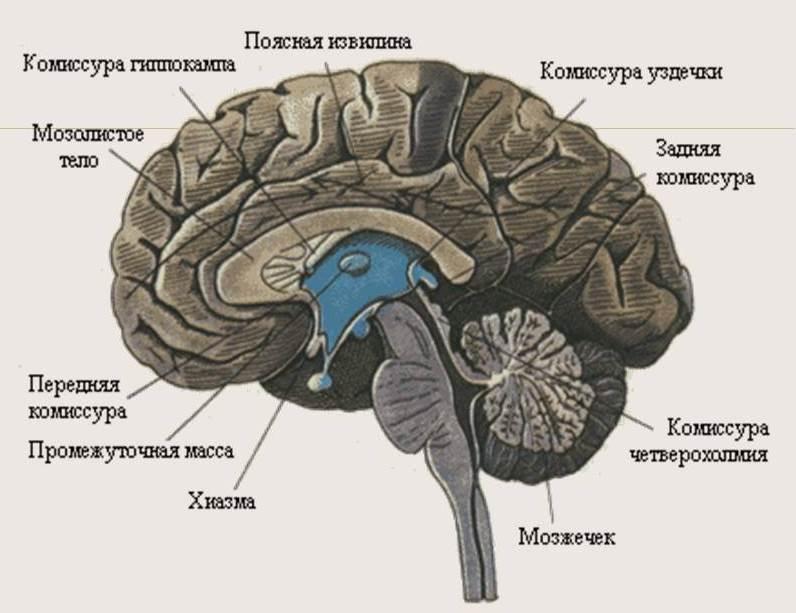 Поясная извилина
Комиссура гиппокампа
Комиссура уздечки
Мозолистое
тело
Задняя
комиссура
Передняя
комиссура
Промежуточная масса
Хиазма
Комиссура
четверохолмия
Мозжечек